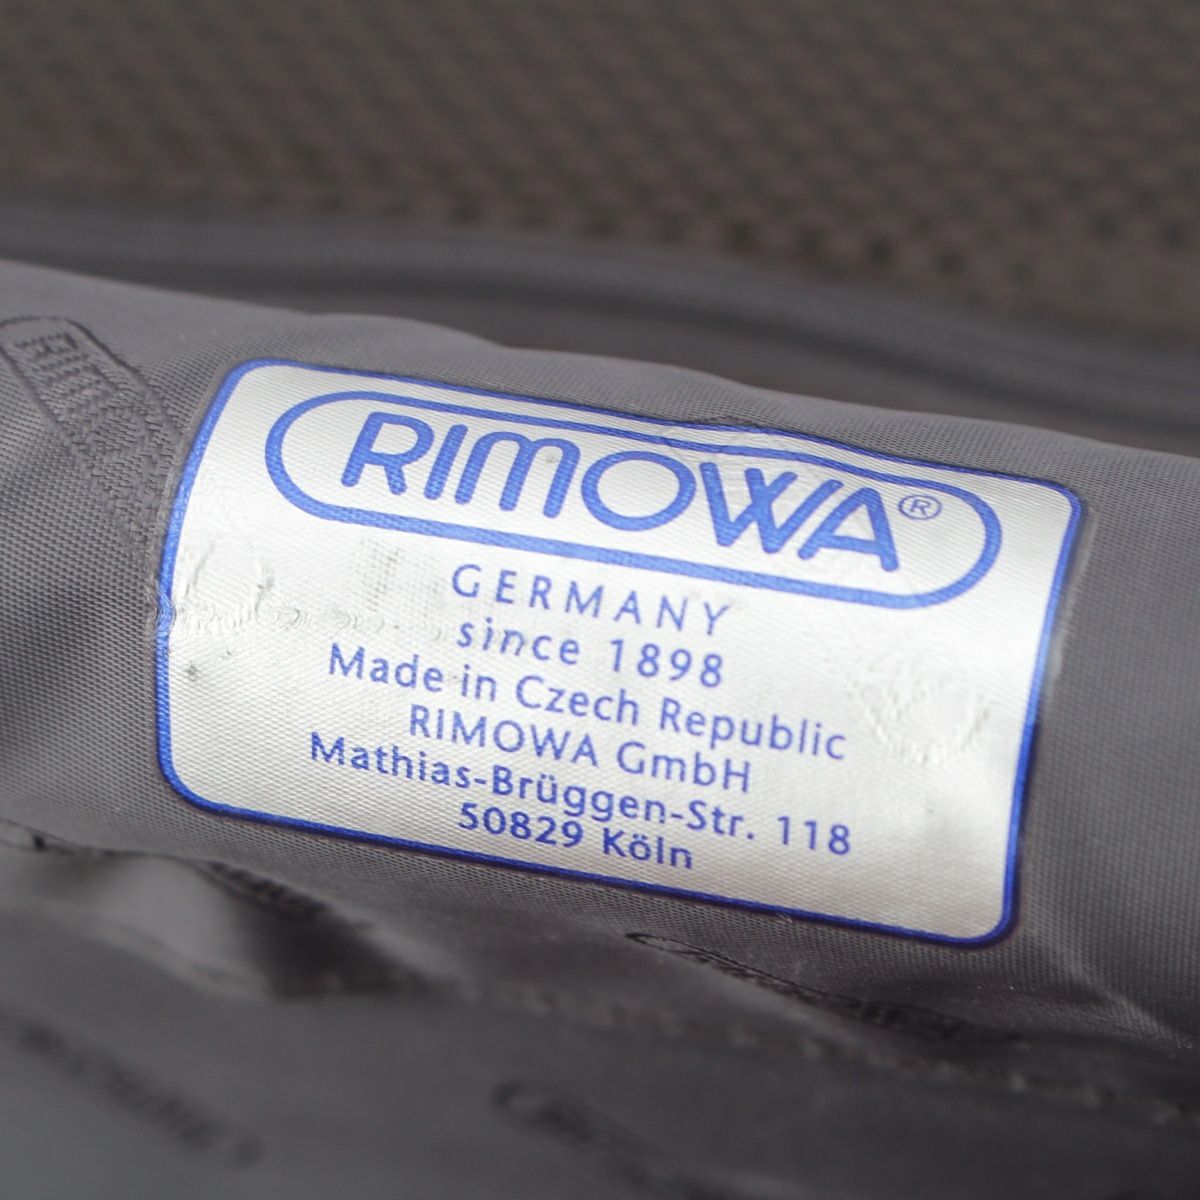 RIMOWA®
GERMANY
since 1898
Made in Czech Republic
RIMOWA GmbH
Mathias-Brüggen-Str. 118
50829 Köln